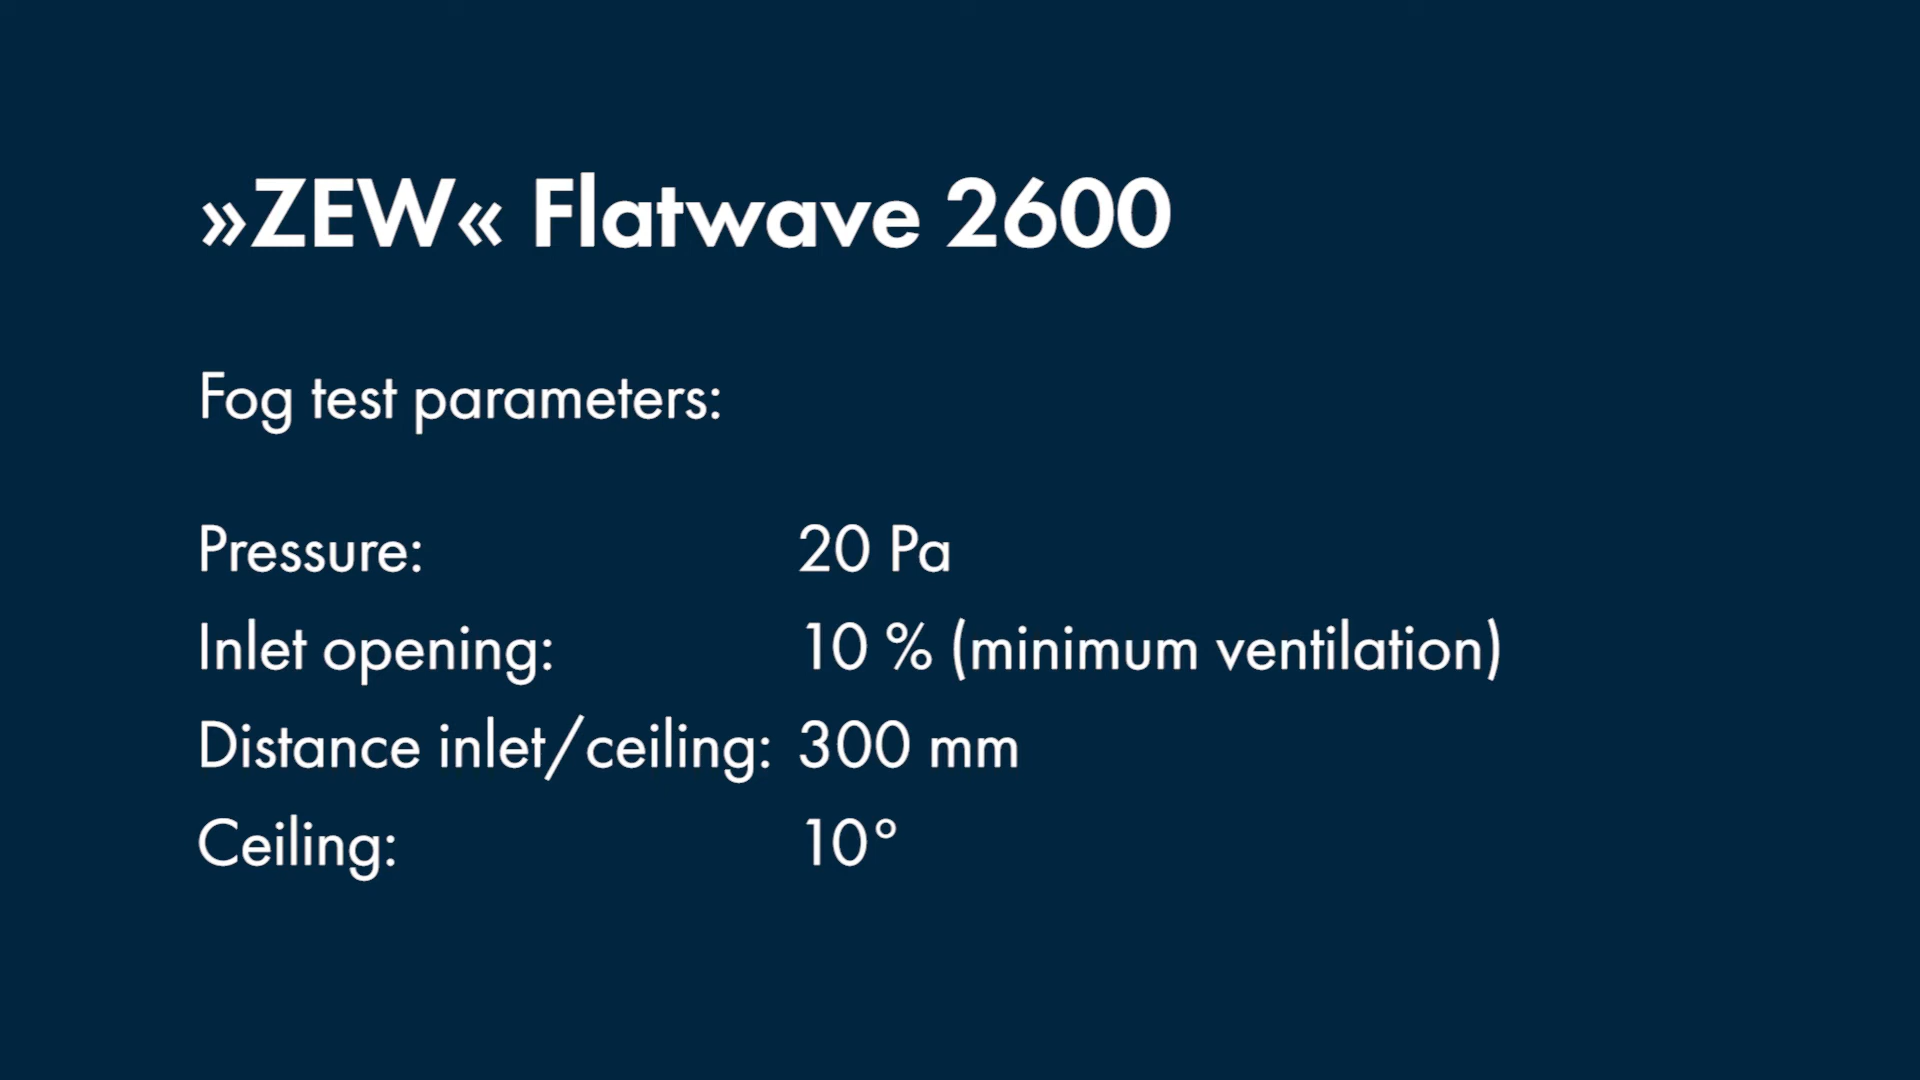 »ZEW« Flatwave 2600
Fog test parameters:
Pressure: 20 Pa
Inlet opening: 10 % (minimum ventilation)
Distance inlet/ceiling: 300 mm
Ceiling: 10°